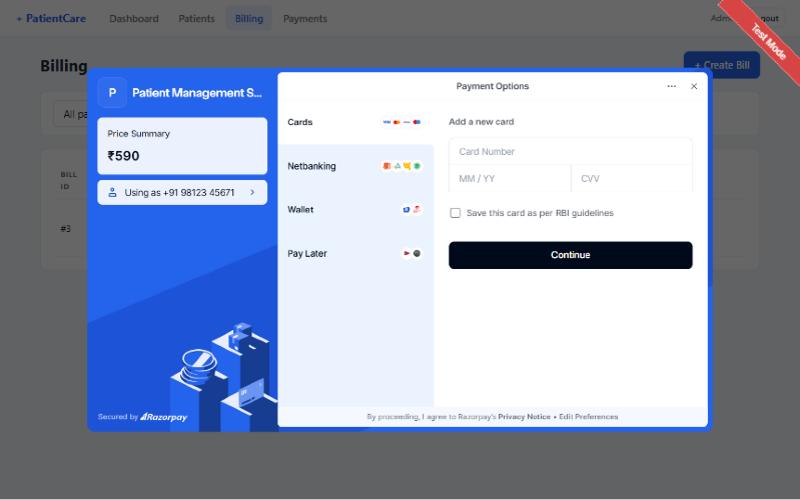 + PatientCare Dashboard Patients Billing Payments
Test Mode
Billing
+ Create Bill
All pa
BILL
ID
#3
P
Patient Management S...
Price Summary
₹590
Using as +91 98123 45671
Secured by Razorpay
Payment Options
Cards
Netbanking
Wallet
Pay Later
Add a new card
Card Number
MM / YY CVV
Save this card as per RBI guidelines
Continue
By proceeding, I agree to Razorpay's Privacy Notice • Edit Preferences